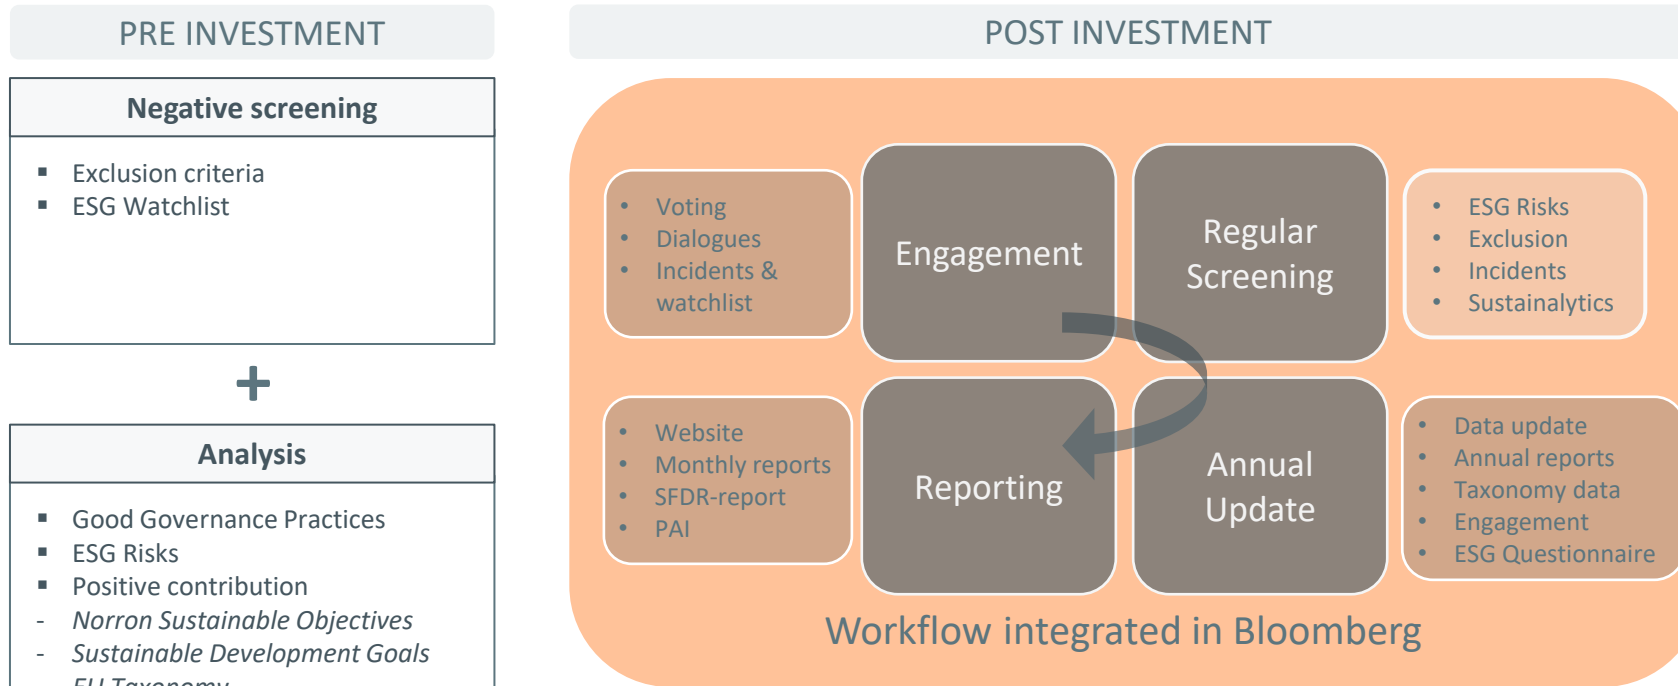 PRE INVESTMENT
Negative screening
▪ Exclusion criteria
▪ ESG Watchlist
+
Analysis
▪ Good Governance Practices
▪ ESG Risks
▪ Positive contribution
- Norron Sustainable Objectives
- Sustainable Development Goals
EU Taxonomy
POST INVESTMENT
• Voting
• Dialogues
• Incidents &
watchlist
Engagement
Regular
Screening
• ESG Risks
• Exclusion
• Incidents
• Sustainalytics
• Website
• Monthly reports
• SFDR-report
• PAI
Reporting
Annual
Update
• Data update
• Annual reports
• Taxonomy data
• Engagement
• ESG Questionnaire
Workflow integrated in Bloomberg